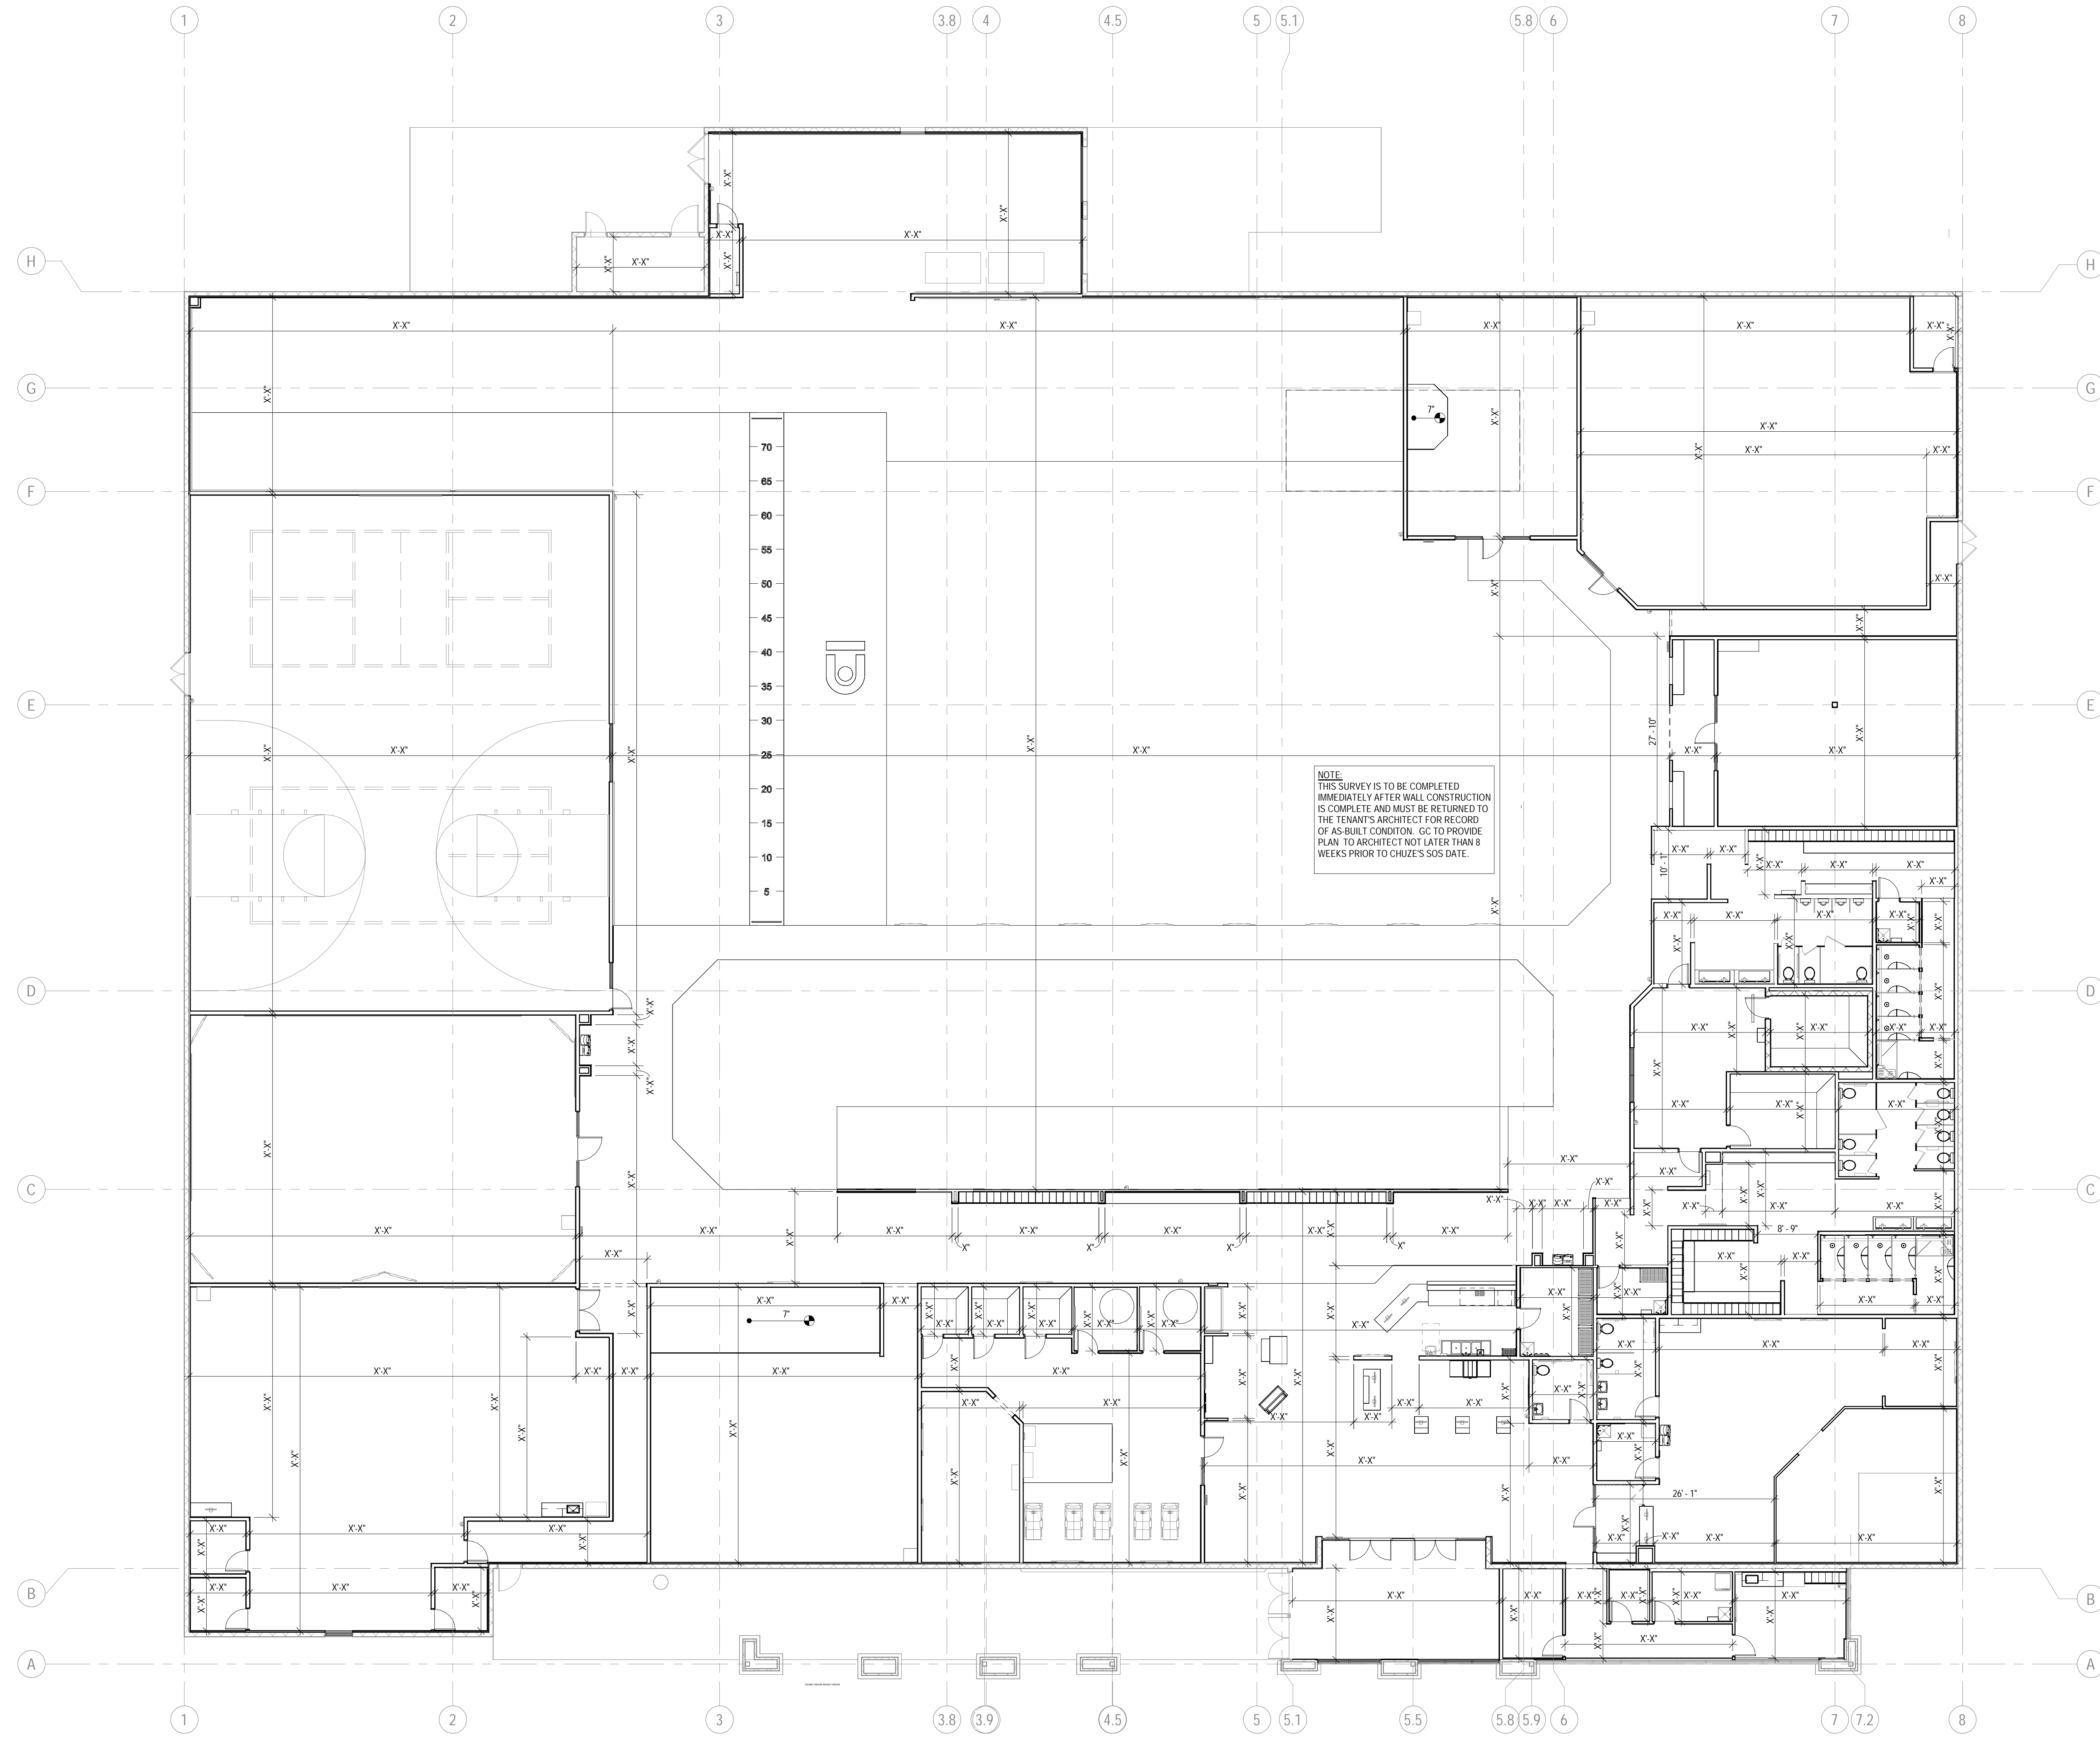 1 2 3 3.8 4 4.5 5 5.1 5.8 6 7 8
X'-X"
X'-X" X'-X"
X'-X" X'-X"
X'-X" X'-X" X'-X"
H H
X'-X" X'-X" X'-X" X'-X" X'-X" X'-X"
G G
X'-X" X'-X"
7"
X'-X"
70
X'-X" X'-X" X'-X"
65
F F
60
55
50
X'-X" X'-X"
45
X'-X"
40
35
E E
30
27' - 10"
X'-X"
25
X'-X" X'-X" X'-X" X'-X" X'-X" X'-X" X'-X"
20
15
10
5
NOTE:
THIS SURVEY IS TO BE COMPLETED
IMMEDIATELY AFTER WALL CONSTRUCTION
IS COMPLETE AND MUST BE RETURNED TO
THE TENANT'S ARCHITECT FOR RECORD
OF AS-BUILT CONDITON. GC TO PROVIDE
PLAN TO ARCHITECT NOT LATER THAN 8
WEEKS PRIOR TO CHUZE'S SOS DATE.
X'-X" X'-X" X'-X"
10' - 1"
X'-X" X'-X" X'-X" X'-X"
X'-X" X'-X" X'-X" X'-X" X'-X"
D D
X'-X" X'-X" X'-X" X'-X" X'-X"
X'-X" X'-X" X'-X"
X'-X" X'-X" X'-X"
X'-X" X'-X"
C C
X'-X" X'-X" X'-X" X'-X" X'-X"
X'-X" X'-X" X'-X"
X'-X" X'-X" X'-X" X'-X" X'-X" X'-X" X'-X"
8' - 9"
X" X" X" X"
X'-X" X'-X" X'-X"
X'-X" X'-X" X'-X" X'-X"
7"
X'-X" X'-X" X'-X" X'-X" X'-X" X'-X"
X'-X" X'-X" X'-X"
X'-X" X'-X" X'-X" X'-X" X'-X"
X'-X" X'-X" X'-X" X'-X' X'-X"
X'-X" X'-X" X'-X"
26' - 1"
X'-X" X'-X" X'-X" X'-X" X'-X" X'-X"
B B
X'-X" X'-X" X'-X" X'-X" X'-X" X'-X" X'-X" X'-X" X'-X"
X'-X"
A A
1 2 3 3.8 3.9 4.5 5 5.1 5.5 5.8 5.9 6 7 7.2 8